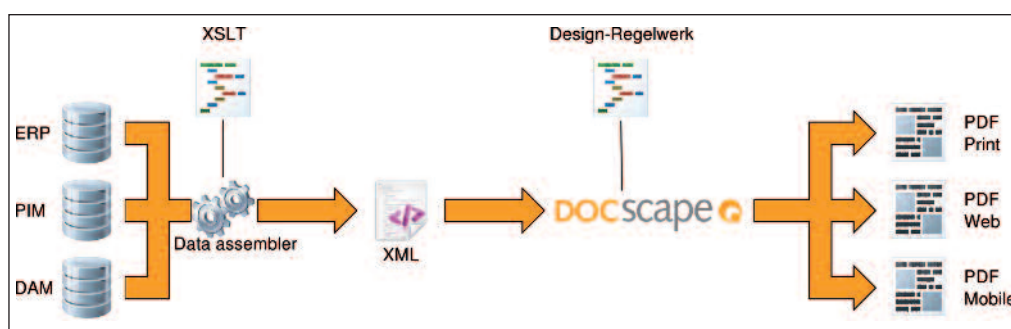 XSLT
Design-Regelwerk
ERP
PIM
DAM
Data assembler
XML
DOCscape
PDF
Print
PDF
Web
PDF
Mobile